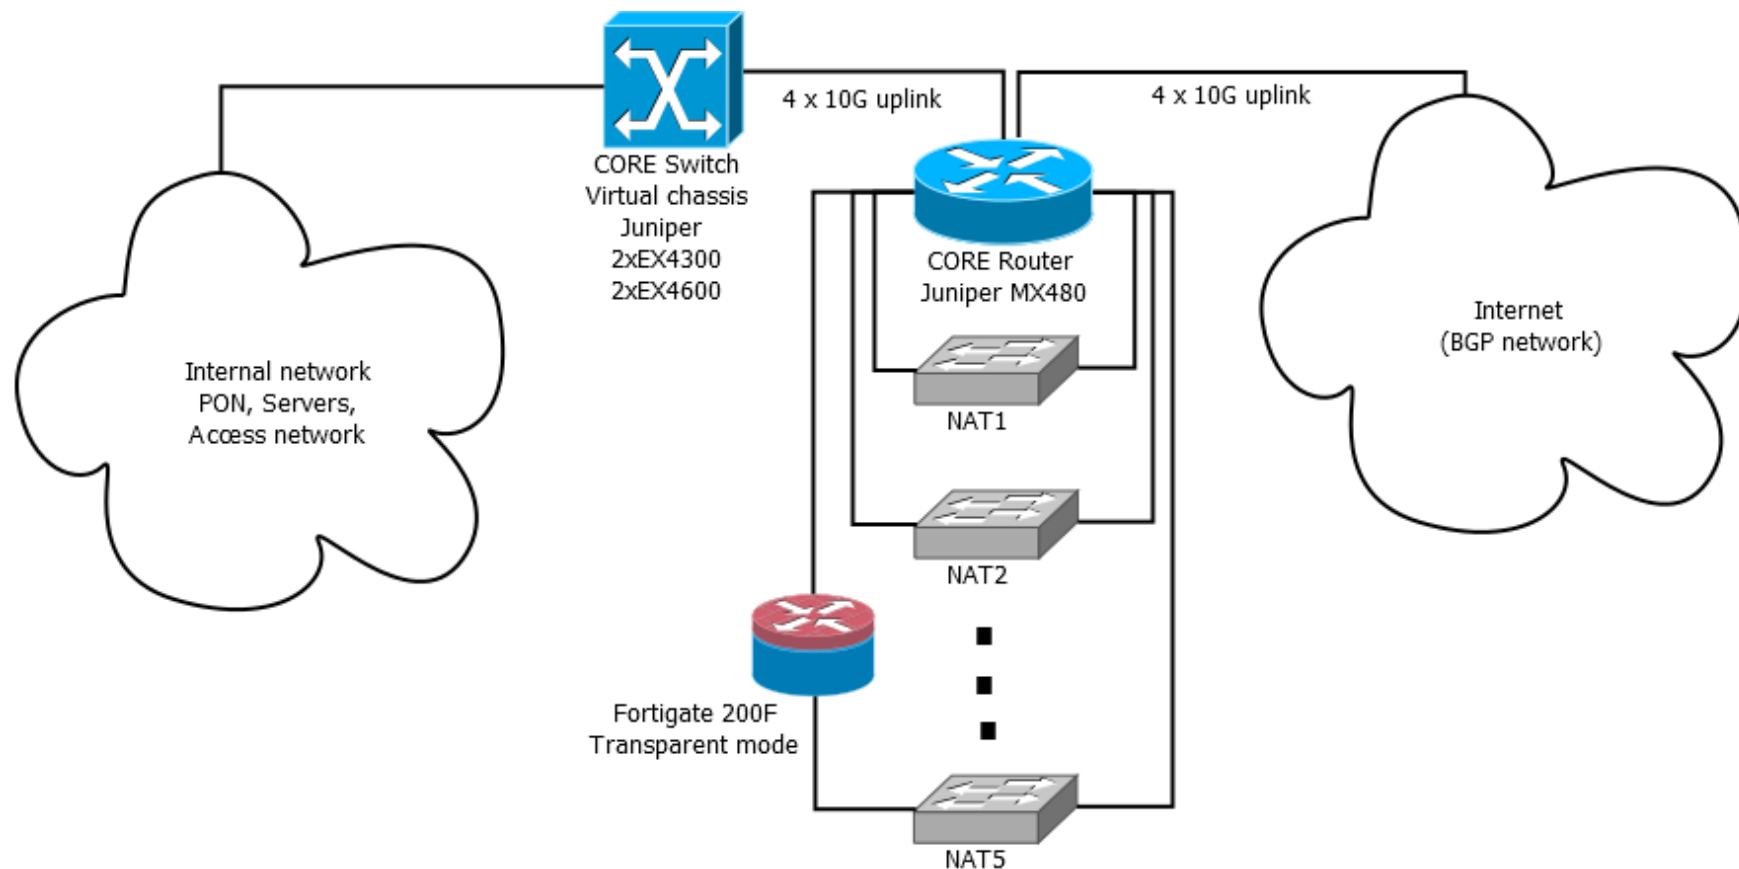 4 x 10G uplink
4 x 10G uplink
CORE Switch
Virtual chassis
Juniper
2xEX4300
2xEX4600
CORE Router
Juniper MX480
Internet
(BGP network)
Internal network
PON, Servers,
Access network
NAT1
NAT2
Fortigate 200F
Transparent mode
NAT5